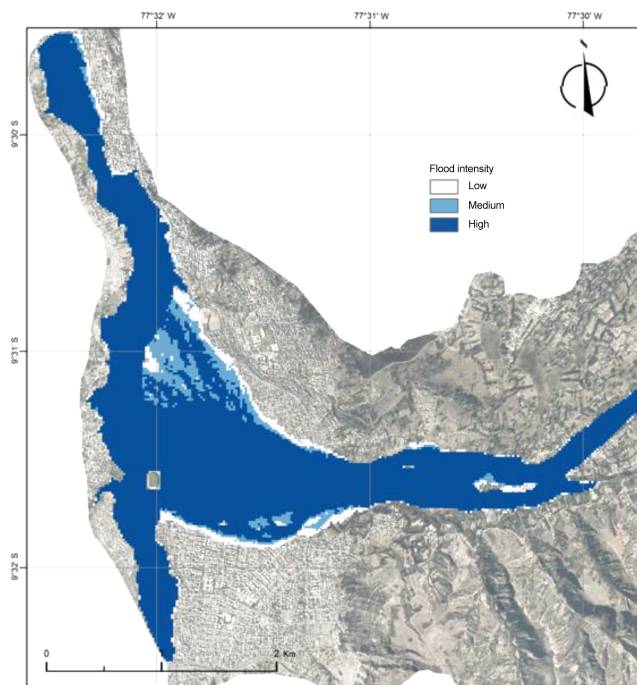 77°32' W
77°31' W
77°30' W
9°30 S
Flood intensity
Low
Medium
High
9°31 S
9°32 S
0
2 Km